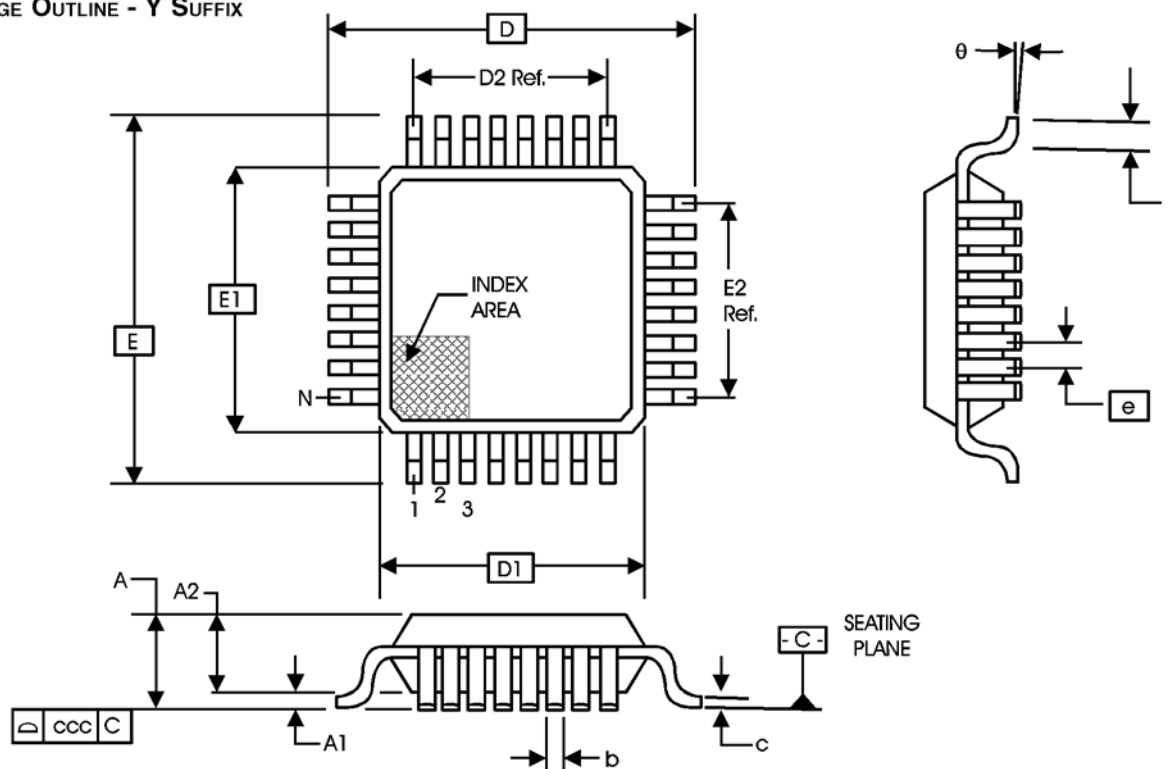 GE OUTLINE - Y SUFFIX
D
D2 Ref.
θ
INDEX
AREA
E1
E
E2
Ref.
N
e
1
2
3
D1
A
A2
SEATING
PLANE
- C -
ccc C
A1
b
c